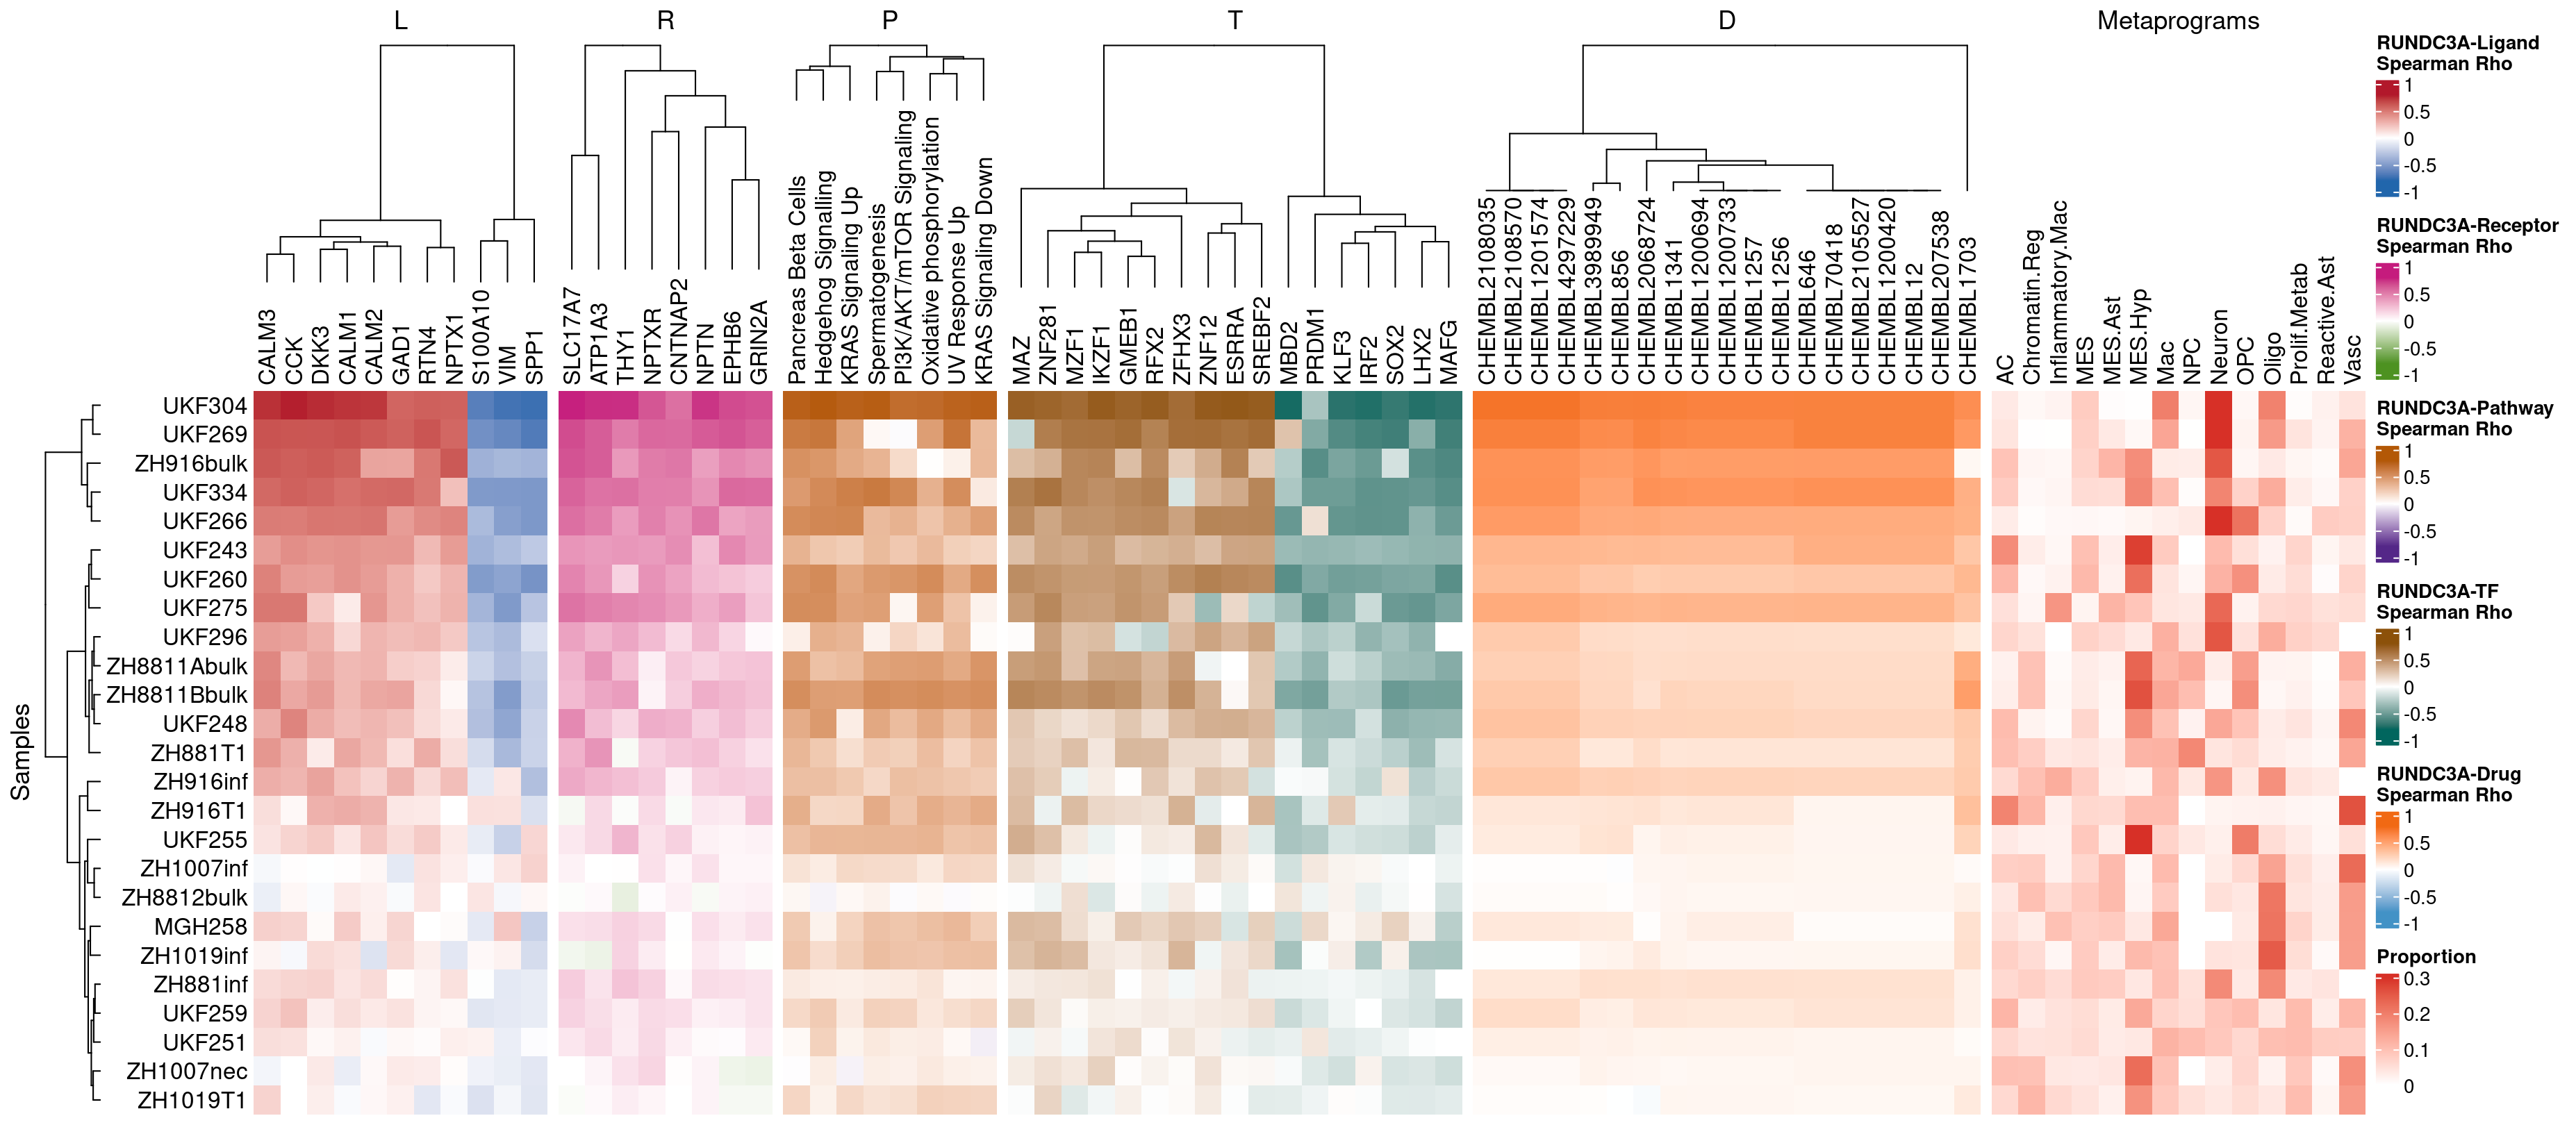 L
R
P
T
D
Metaprograms
CALM3
CCK
DKK3
CALM1
CALM2
GAD1
RTN4
NPTX1
S100A10
VIM
SPP1
SLC17A7
ATP1A3
THY1
NPTXR
CNTNAP2
NPTN
EPHB6
GRIN2A
Pancreas Beta Cells
Hedgehog Signalling
KRAS Signaling Up
Spermatogenesis
PI3K/AKT/mTOR Signaling
Oxidative phosphorylation
UV Response Up
KRAS Signaling Down
MAZ
ZNF281
MZF1
IKZF1
GMEB1
RFX2
ZFHX3
ZNF12
ESRRA
SREBF2
MBD2
PRDM1
KLF3
IRF2
SOX2
LHX2
MAFG
CHEMBL2108035
CHEMBL2108570
CHEMBL1201574
CHEMBL4297229
CHEMBL3989949
CHEMBL856
CHEMBL2068724
CHEMBL1341
CHEMBL1200694
CHEMBL1200733
CHEMBL1257
CHEMBL1256
CHEMBL646
CHEMBL70418
CHEMBL2105527
CHEMBL1200420
CHEMBL12
CHEMBL207538
CHEMBL1703
AC
Chromatin.Reg
Inflammatory.Mac
MES
MES.Ast
MES.Hyp
Mac
NPC
Neuron
OPC
Oligo
Prolif.Metab
Reactive.Ast
Vasc
Samples
UKF304
UKF269
ZH916bulk
UKF334
UKF266
UKF243
UKF260
UKF275
UKF296
ZH8811Abulk
ZH8811Bbulk
UKF248
ZH881T1
ZH916inf
ZH916T1
UKF255
ZH1007inf
ZH8812bulk
MGH258
ZH1019inf
ZH881inf
UKF259
UKF251
ZH1007nec
ZH1019T1
RUNDC3A-Ligand
Spearman Rho
1
0.5
0
-0.5
-1
RUNDC3A-Receptor
Spearman Rho
1
0.5
0
-0.5
-1
RUNDC3A-Pathway
Spearman Rho
1
0.5
0
-0.5
-1
RUNDC3A-TF
Spearman Rho
1
0.5
0
-0.5
-1
RUNDC3A-Drug
Spearman Rho
1
0.5
0
-0.5
-1
Proportion
0.3
0.2
0.1
0